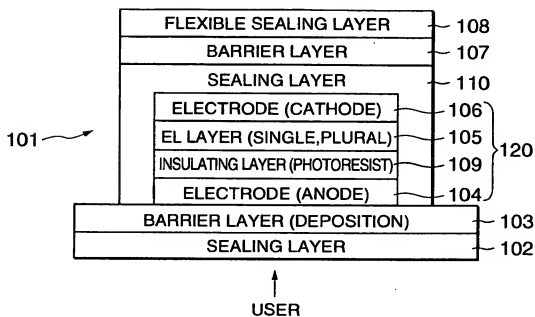 FLEXIBLE SEALING LAYER 108
BARRIER LAYER 107
SEALING LAYER 110
ELECTRODE (CATHODE) 106
101 EL LAYER (SINGLE,PLURAL) 105 120
INSULATING LAYER (PHOTORESIST) 109
ELECTRODE (ANODE) 104
BARRIER LAYER (DEPOSITION) 103
SEALING LAYER 102
USER